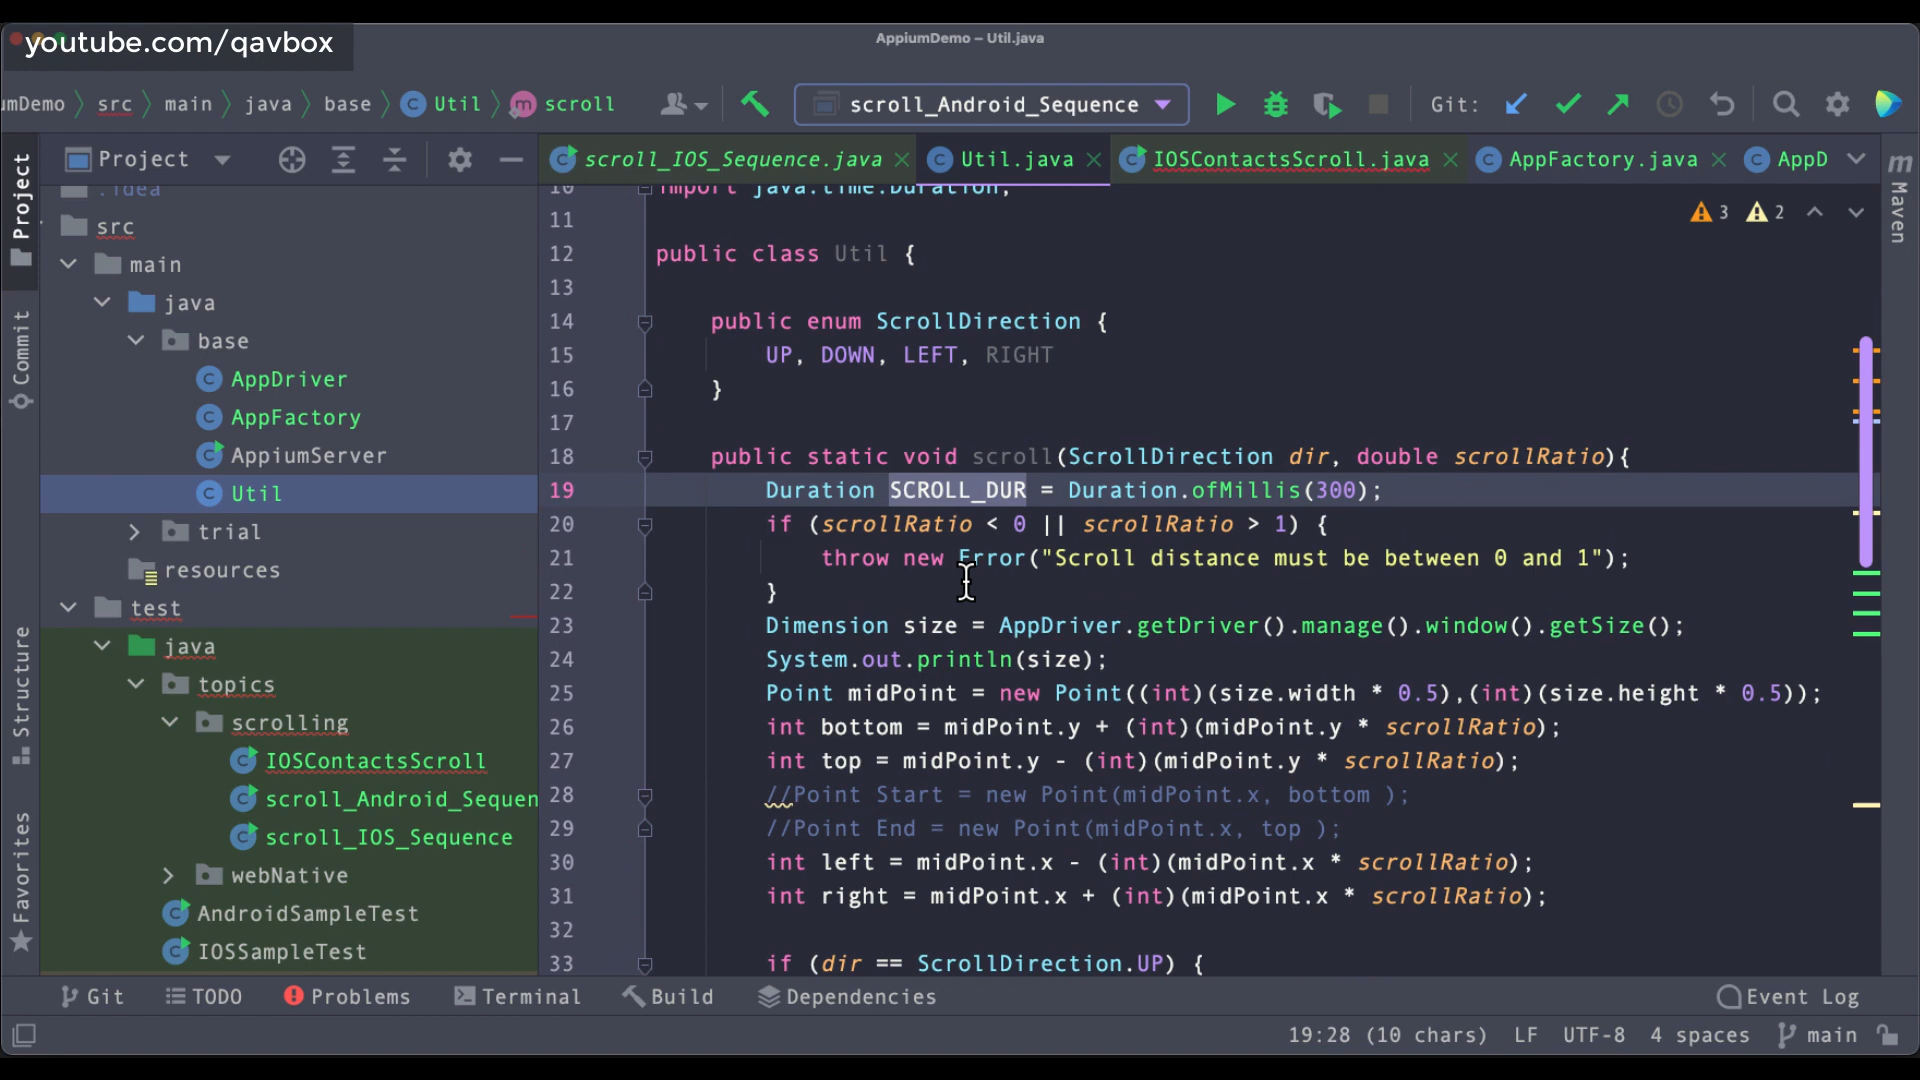 youtube.com/qavbox
AppiumDemo – Util.java
umDemo src main java base Util scroll
scroll_Android_Sequence
Git:
Project
scroll_IOS_Sequence.java
Util.java
IOSContactsScroll.java
AppFactory.java
AppD
Project
Commit
Structure
Favorites
Maven
.idea
src
main
java
base
AppDriver
AppFactory
AppiumServer
Util
trial
resources
test
java
topics
scrolling
IOSContactsScroll
scroll_Android_Sequen
scroll_IOS_Sequence
webNative
AndroidSampleTest
IOSSampleTest
3 2
10 import java.time.Duration;
11
12 public class Util {
13
14 public enum ScrollDirection {
15 UP, DOWN, LEFT, RIGHT
16 }
17
18 public static void scroll(ScrollDirection dir, double scrollRatio){
19 Duration SCROLL_DUR = Duration.ofMillis(300);
20 if (scrollRatio < 0 || scrollRatio > 1) {
21 throw new Error("Scroll distance must be between 0 and 1");
22 }
23 Dimension size = AppDriver.getDriver().manage().window().getSize();
24 System.out.println(size);
25 Point midPoint = new Point((int)(size.width * 0.5),(int)(size.height * 0.5));
26 int bottom = midPoint.y + (int)(midPoint.y * scrollRatio);
27 int top = midPoint.y - (int)(midPoint.y * scrollRatio);
28 //Point Start = new Point(midPoint.x, bottom );
29 //Point End = new Point(midPoint.x, top );
30 int left = midPoint.x - (int)(midPoint.x * scrollRatio);
31 int right = midPoint.x + (int)(midPoint.x * scrollRatio);
32
33 if (dir == ScrollDirection.UP) {
Git
TODO
Problems
Terminal
Build
Dependencies
Event Log
19:28 (10 chars) LF UTF-8 4 spaces main